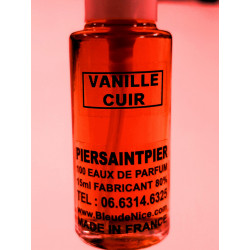 VANILLE
CUIR
PIERSAINTPIER
100 EAUX DE PARFUM
15ml FABRICANT 80%
TEL : 06.6314.6325
www.BleudeNice.com
MADE IN FRANCE